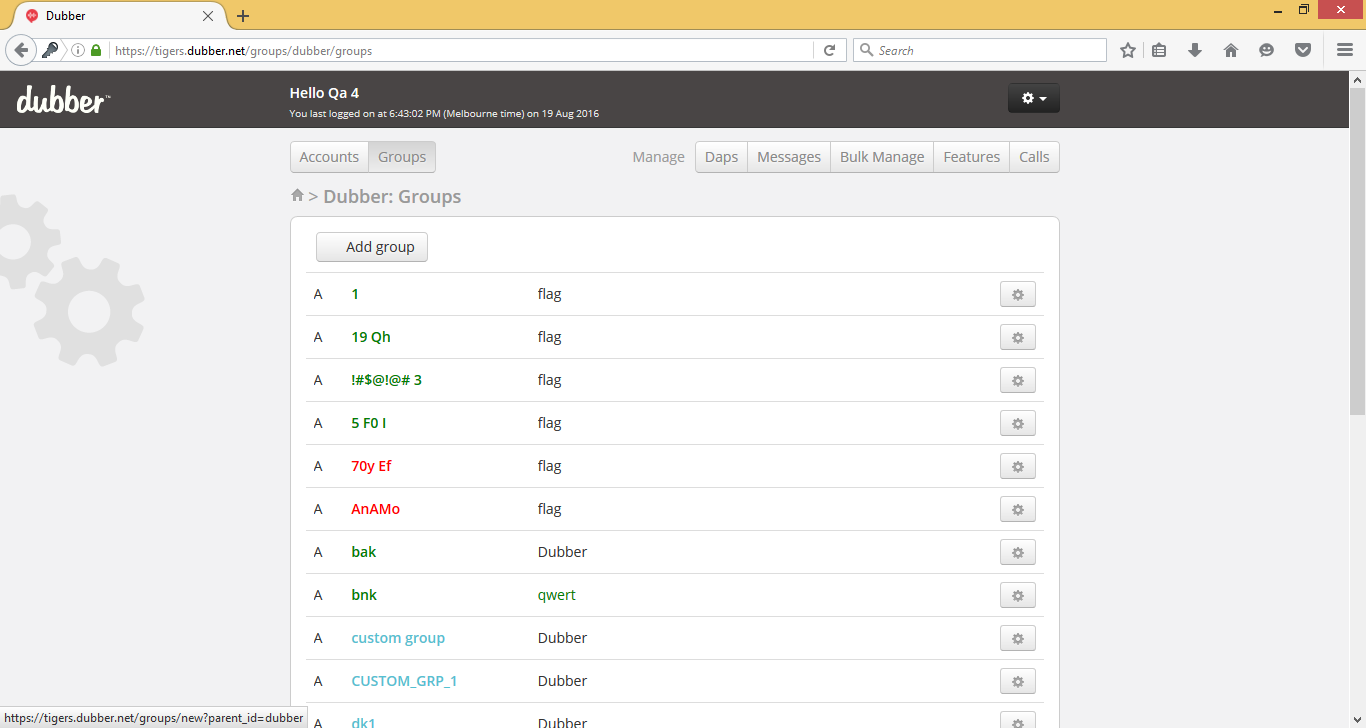 Dubber
https://tigers.dubber.net/groups/dubber/groups
Search
dubber™
Hello Qa 4
You last logged on at 6:43:02 PM (Melbourne time) on 19 Aug 2016
Accounts Groups Manage Daps Messages Bulk Manage Features Calls
> Dubber: Groups
Add group
A 1 flag
A 19 Qh flag
A !#$@!@# 3 flag
A 5 F0 I flag
A 70y Ef flag
A AnAMo flag
A bak Dubber
A bnk qwert
A custom group Dubber
A CUSTOM_GRP_1 Dubber
A dk1 Dubber
https://tigers.dubber.net/groups/new?parent_id=dubber